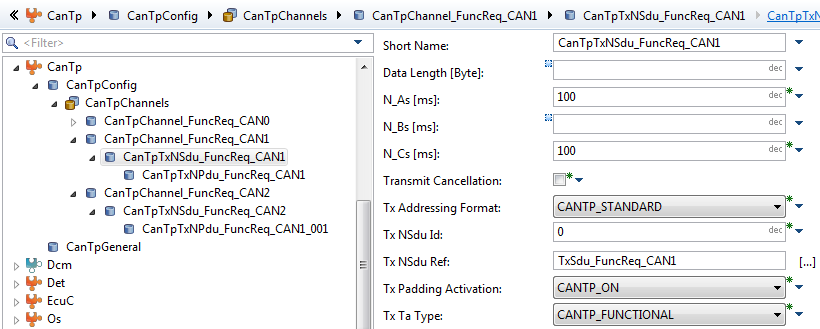 CanTp CanTpConfig CanTpChannels CanTpChannel_FuncReq_CAN1 CanTpTxNSdu_FuncReq_CAN1 CanTpTxN
<Filter>
CanTp
CanTpConfig
CanTpChannels
CanTpChannel_FuncReq_CAN0
CanTpChannel_FuncReq_CAN1
CanTpTxNSdu_FuncReq_CAN1
CanTpTxNPdu_FuncReq_CAN1
CanTpChannel_FuncReq_CAN2
CanTpTxNSdu_FuncReq_CAN2
CanTpTxNPdu_FuncReq_CAN1_001
CanTpGeneral
Dcm
Det
EcuC
Os
Short Name: CanTpTxNSdu_FuncReq_CAN1
Data Length [Byte]: dec
N_As [ms]: 100 dec
N_Bs [ms]: dec
N_Cs [ms]: 100 dec
Transmit Cancellation:
Tx Addressing Format: CANTP_STANDARD
Tx NSdu Id: 0 dec
Tx NSdu Ref: TxSdu_FuncReq_CAN1 [...]
Tx Padding Activation: CANTP_ON
Tx Ta Type: CANTP_FUNCTIONAL